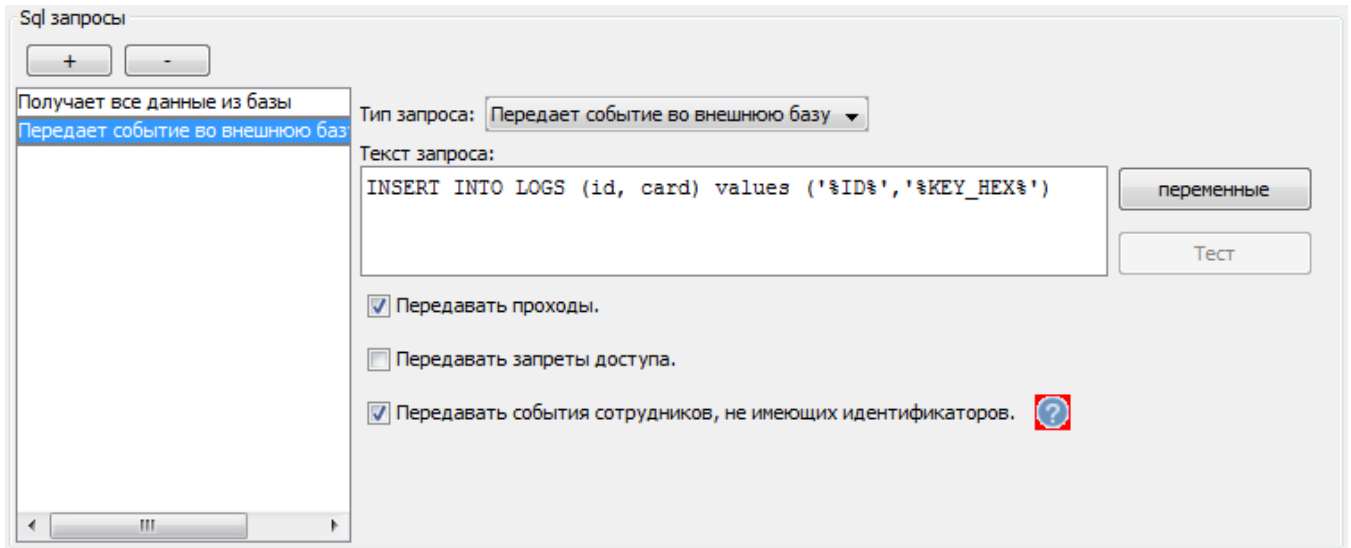 Sql запросы
+ -
Получает все данные из базы
Передает событие во внешнюю баз
Тип запроса: Передает событие во внешнюю базу
Текст запроса:
INSERT INTO LOGS (id, card) values ('%ID%','%KEY_HEX%')
переменные
Тест
Передавать проходы.
Передавать запреты доступа.
Передавать события сотрудников, не имеющих идентификаторов. ?